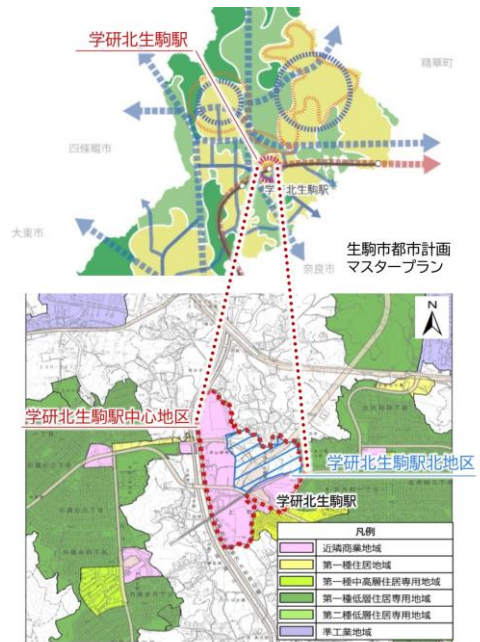 学研北生駒駅
精華町
四條畷市
学研北生駒駅
大東市
奈良市
生駒市都市計画
マスタープラン
N
学研北生駒駅中心地区
学研北生駒駅北地区
学研北生駒駅
凡例
近隣商業地域
第一種住居地域
第一種中高層住居専用地域
第一種低層住居専用地域
第二種低層住居専用地域
準工業地域